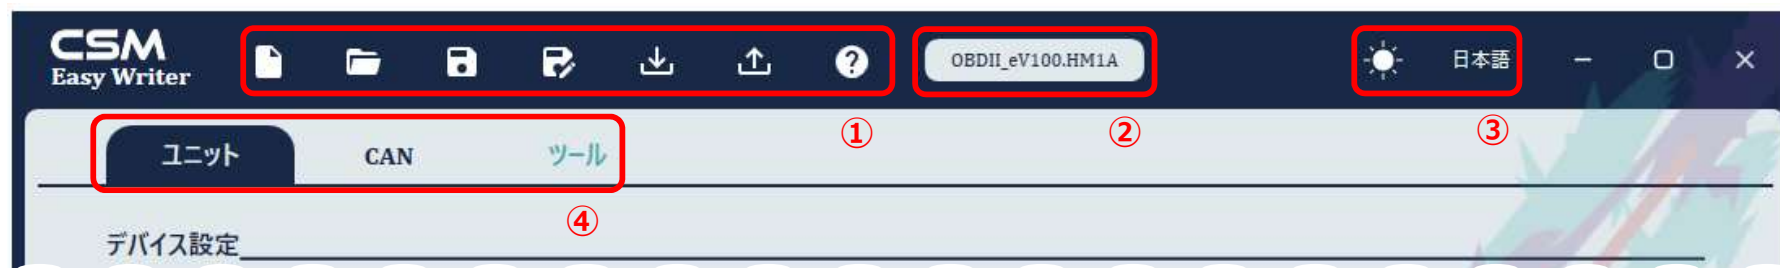 CSM
Easy Writer
OBDII_eV100.HM1A
日本語
① ② ③
ユニット CAN ツール
④
デバイス設定